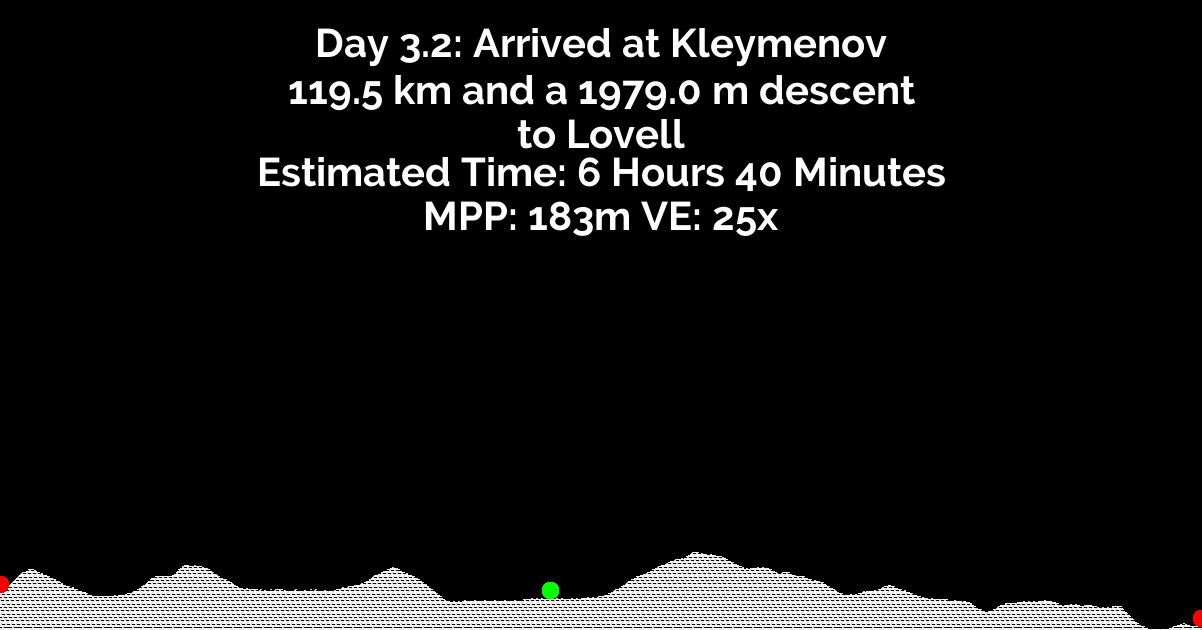 Day 3.2: Arrived at Kleymenov
119.5 km and a 1979.0 m descent
to Lovell
Estimated Time: 6 Hours 40 Minutes
MPP: 183m VE: 25x